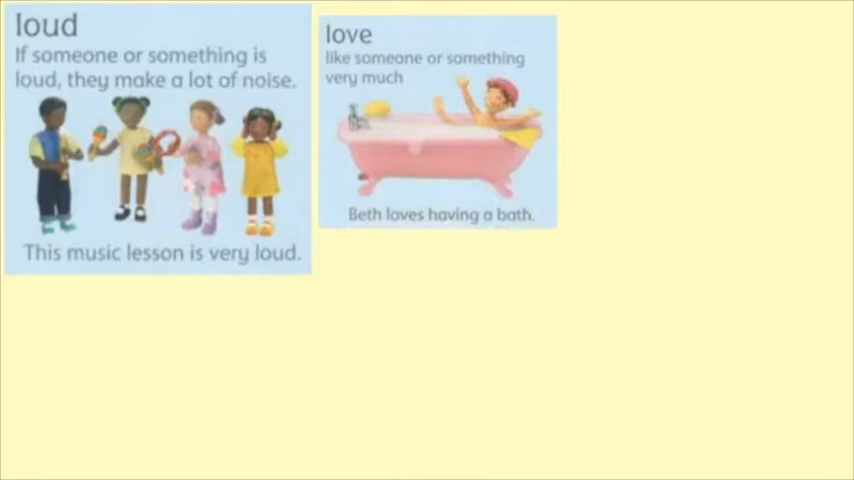 loud
If someone or something is
loud, they make a lot of noise.
This music lesson is very loud.
love
like someone or something
very much
Beth loves having a bath.